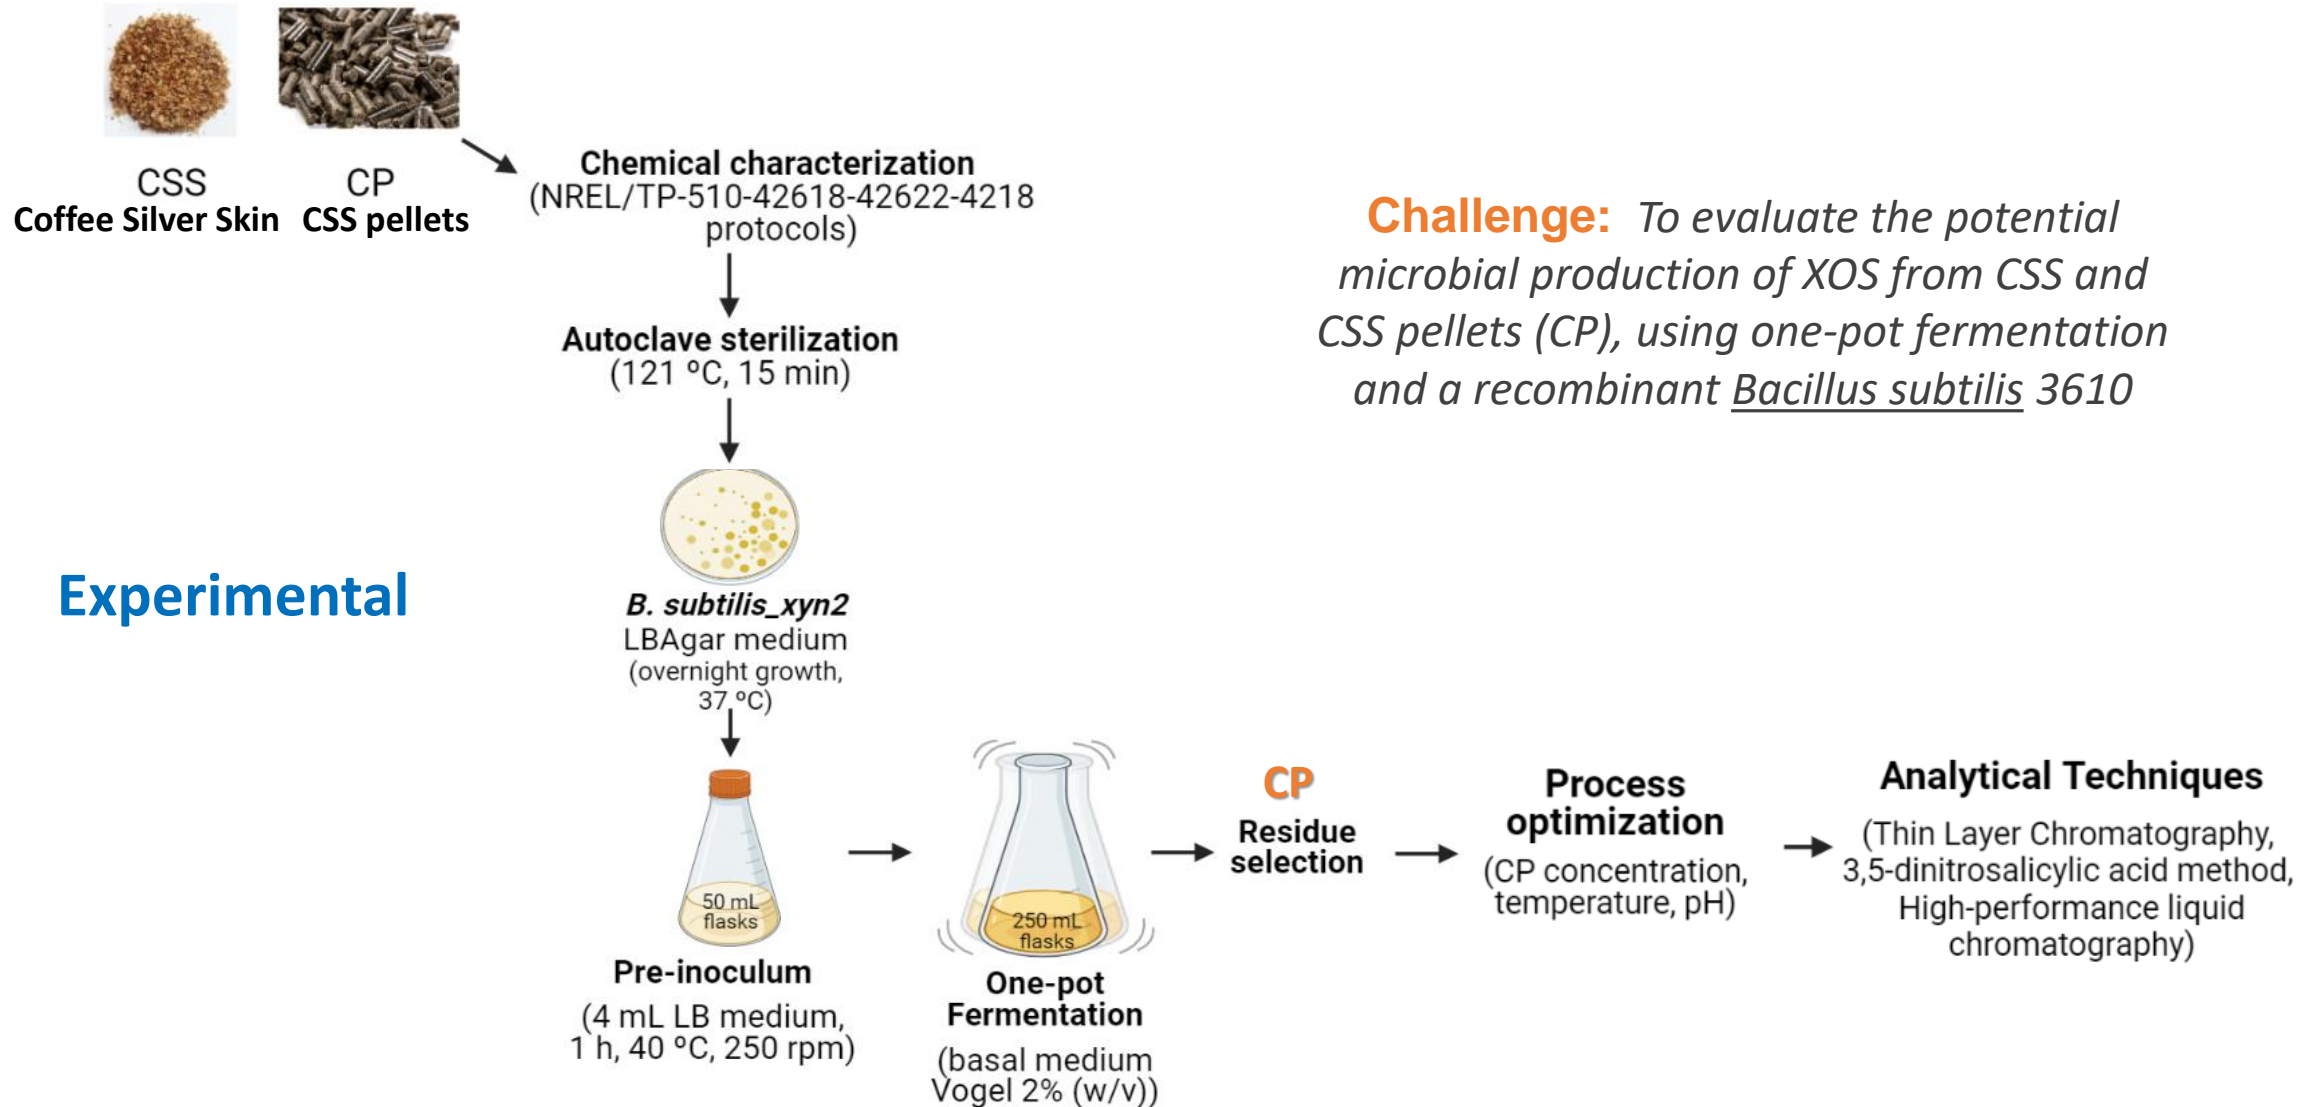 CSS
Coffee Silver Skin
CP
CSS pellets
Chemical characterization
(NREL/TP-510-42618-42622-4218
protocols)
Autoclave sterilization
(121 ºC, 15 min)
Challenge: To evaluate the potential
microbial production of XOS from CSS and
CSS pellets (CP), using one-pot fermentation
and a recombinant Bacillus subtilis 3610
Experimental
B. subtilis_xyn2
LBAgar medium
(overnight growth,
37 ºC)
50 mL
flasks
Pre-inoculum
(4 mL LB medium,
1 h, 40 ºC, 250 rpm)
250 mL
flasks
One-pot
Fermentation
(basal medium
Vogel 2% (w/v))
CP
Residue
selection
Process
optimization
(CP concentration,
temperature, pH)
Analytical Techniques
(Thin Layer Chromatography,
3,5-dinitrosalicylic acid method,
High-performance liquid
chromatography)